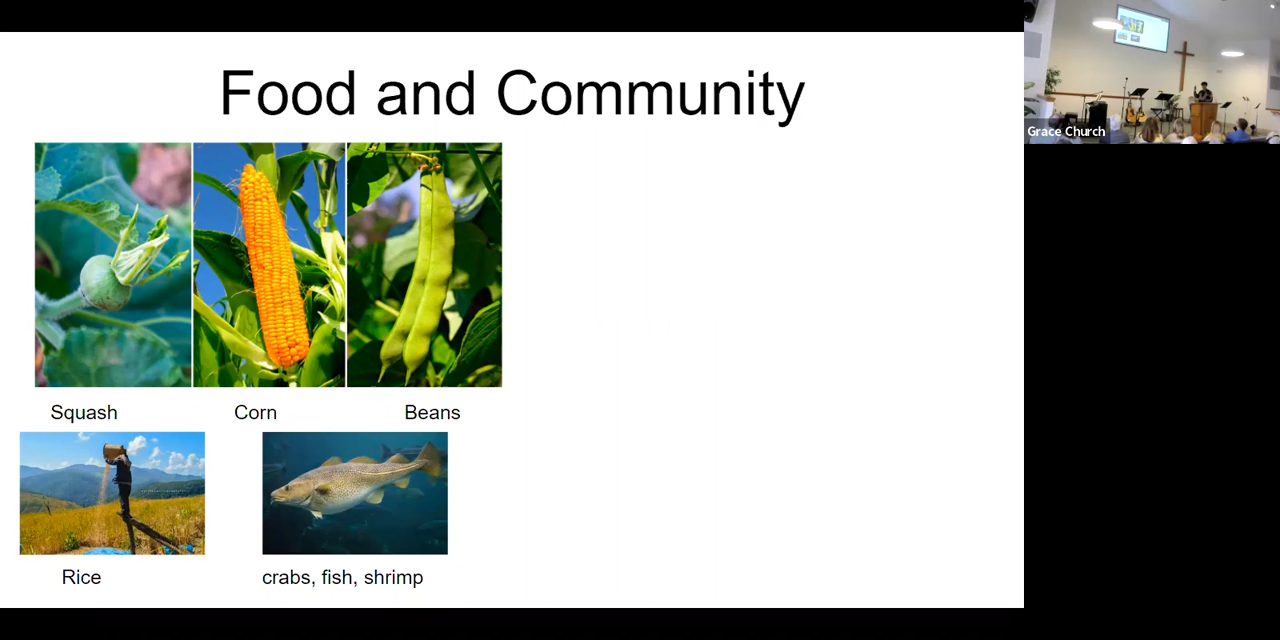 Food and Community
Grace Church
Squash
Corn
Beans
Rice
crabs, fish, shrimp